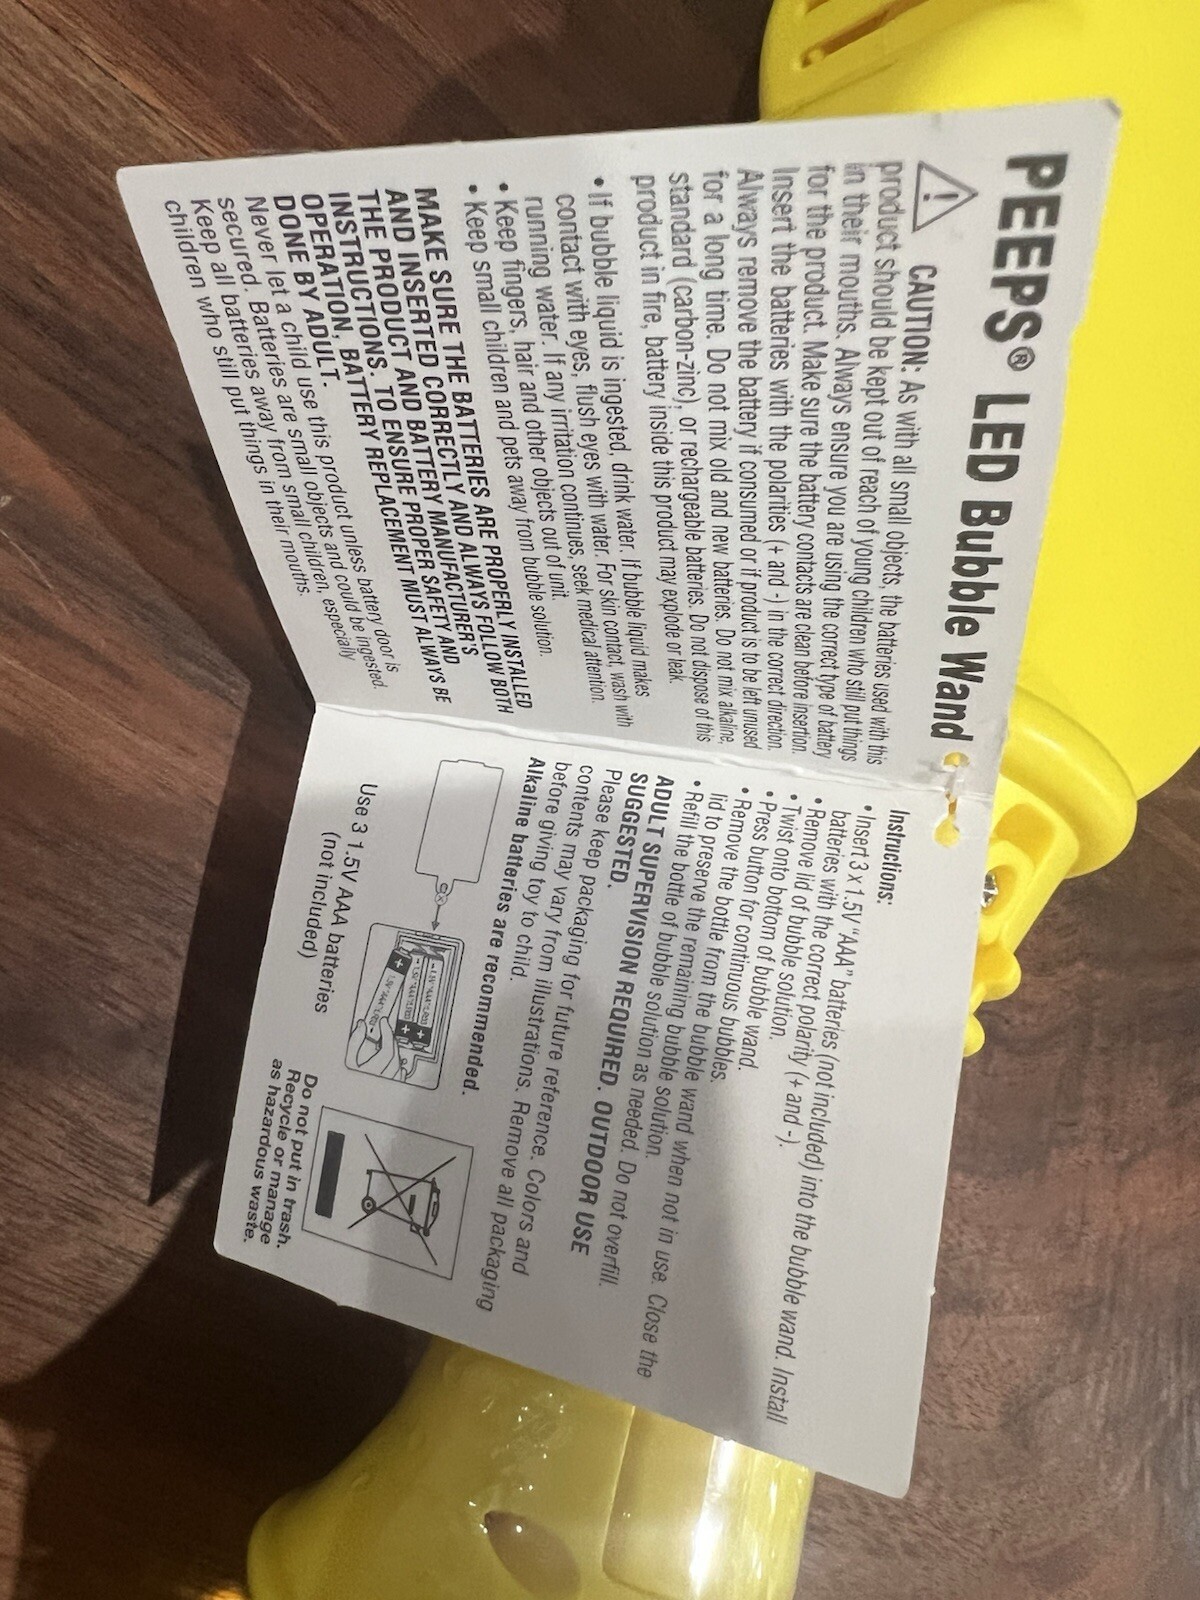 PEEPS® LED Bubble Wand
CAUTION: As with all small objects, the batteries used with this
product should be kept out of reach of young children who still put things
in their mouths. Always ensure you are using the correct type of battery
for the product. Make sure the battery contacts are clean before insertion.
Insert the batteries with the polarities (+ and -) in the correct direction.
Always remove the battery if consumed or if product is to be left unused
for a long time. Do not mix old and new batteries. Do not mix alkaline,
standard (carbon-zinc), or rechargeable batteries. Do not dispose of this
product in fire, battery inside this product may explode or leak.
• If bubble liquid is ingested, drink water. If bubble liquid makes
contact with eyes, flush eyes with water. For skin contact, wash with
running water. If any irritation continues, seek medical attention.
• Keep fingers, hair and other objects out of unit.
• Keep small children and pets away from bubble solution.
MAKE SURE THE BATTERIES ARE PROPERLY INSTALLED
AND INSERTED CORRECTLY AND ALWAYS FOLLOW BOTH
THE PRODUCT AND BATTERY MANUFACTURER'S
INSTRUCTIONS. TO ENSURE PROPER SAFETY AND
OPERATION, BATTERY REPLACEMENT MUST ALWAYS BE
DONE BY ADULT.
Never let a child use this product unless battery door is
secured. Batteries are small objects and could be ingested.
Keep all batteries away from small children, especially
children who still put things in their mouths.
Instructions:
• Insert 3 x 1.5V "AAA" batteries (not included) into the bubble wand. Install
batteries with the correct polarity (+ and -).
• Remove lid of bubble solution.
• Twist onto bottom of bubble wand.
• Press button for continuous bubbles.
• Remove the bottle from the bubble wand when not in use. Close the
lid to preserve the remaining bubble solution.
• Refill the bottle of bubble solution as needed. Do not overfill.
ADULT SUPERVISION REQUIRED. OUTDOOR USE
SUGGESTED.
Please keep packaging for future reference. Colors and
contents may vary from illustrations. Remove all packaging
before giving toy to child.
Alkaline batteries are recommended.
Use 3 1.5V AAA batteries
(not included)
Do not put in trash.
Recycle or manage
as hazardous waste.